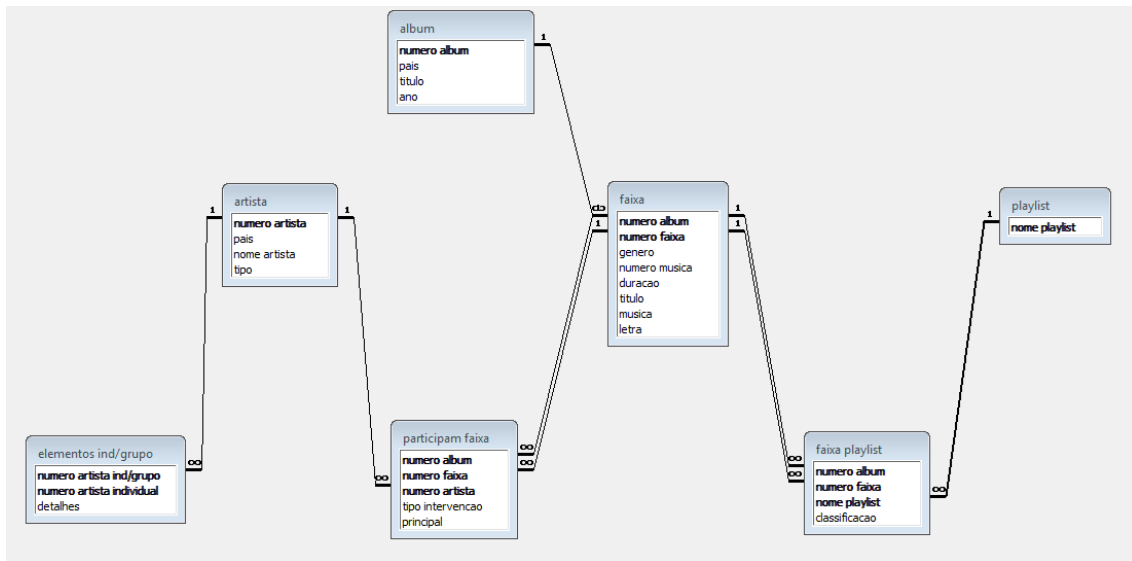 album
numero album
pais
titulo
ano
1
artista
numero artista
pais
nome artista
tipo
1
1
faixa
numero album
numero faixa
genero
numero musica
duracao
titulo
musica
letra
∞
1
1
1
playlist
nome playlist
1
elementos ind/grupo
numero artista ind/grupo
numero artista individual
detalhes
∞
participam faixa
numero album
numero faixa
numero artista
tipo intervencao
principal
∞
∞
∞
faixa playlist
numero album
numero faixa
nome playlist
classificacao
∞
∞
∞